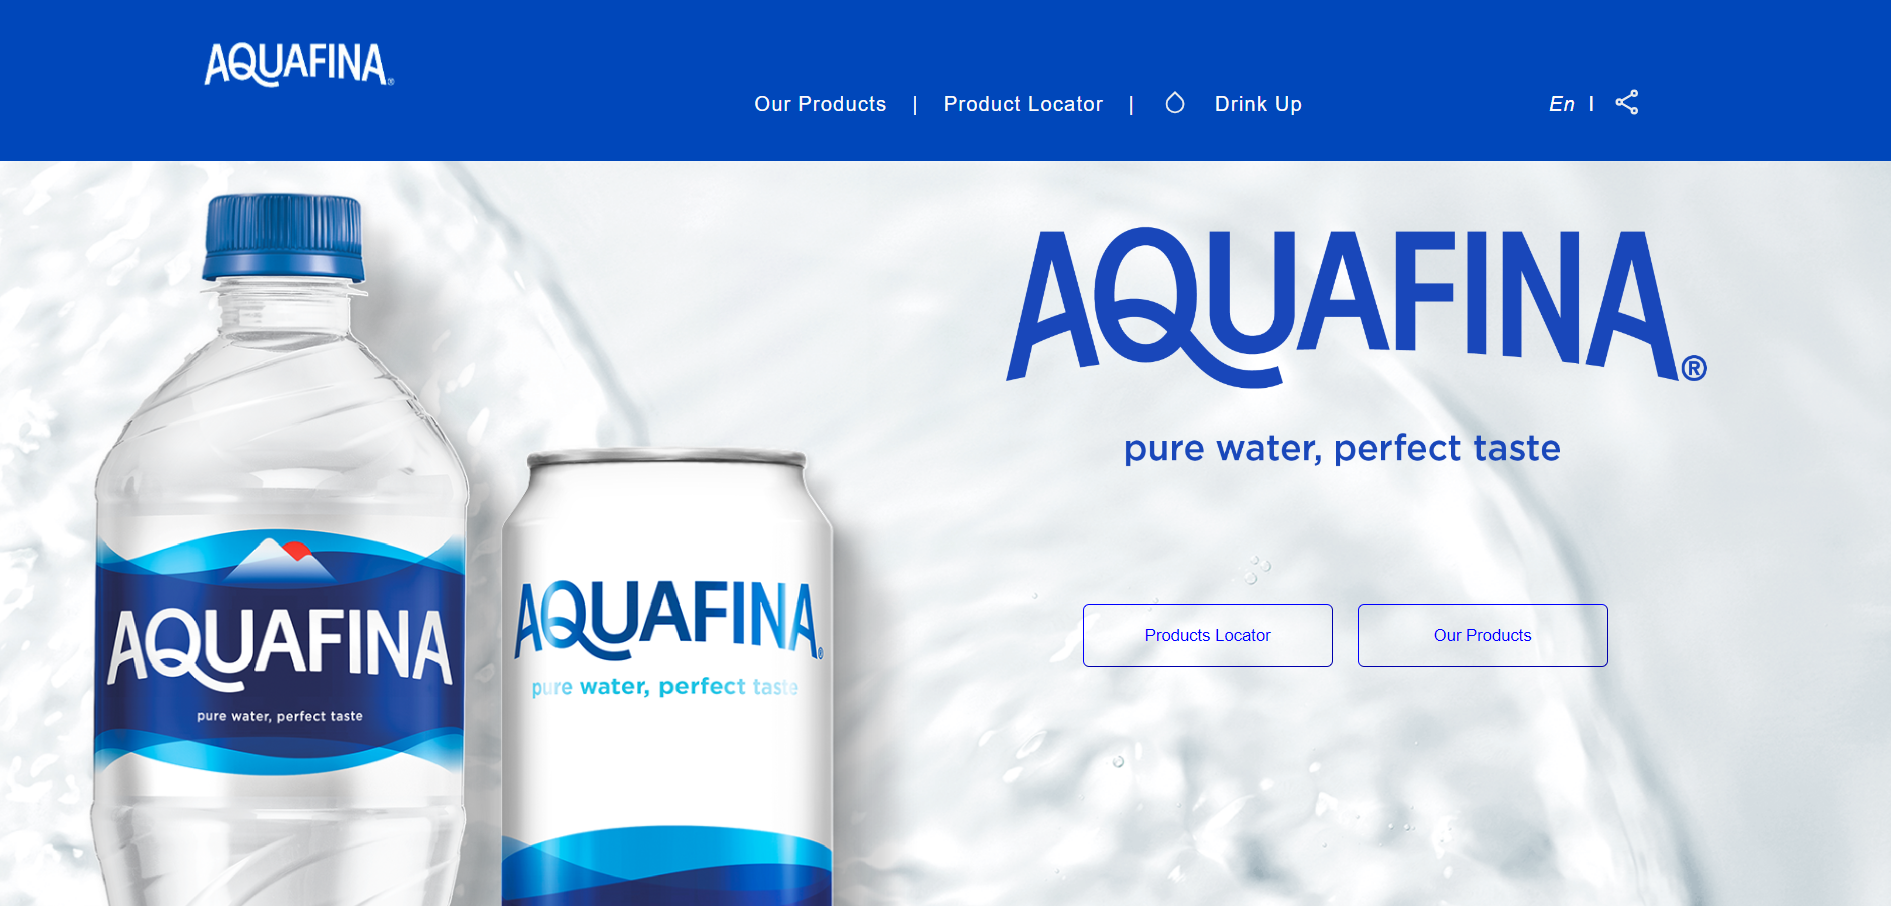 AQUAFINA®
Our Products | Product Locator | Drink Up
En |
AQUAFINA®
pure water, perfect taste
Products Locator
Our Products
AQUAFINA
pure water, perfect taste
AQUAFINA®
pure water, perfect taste